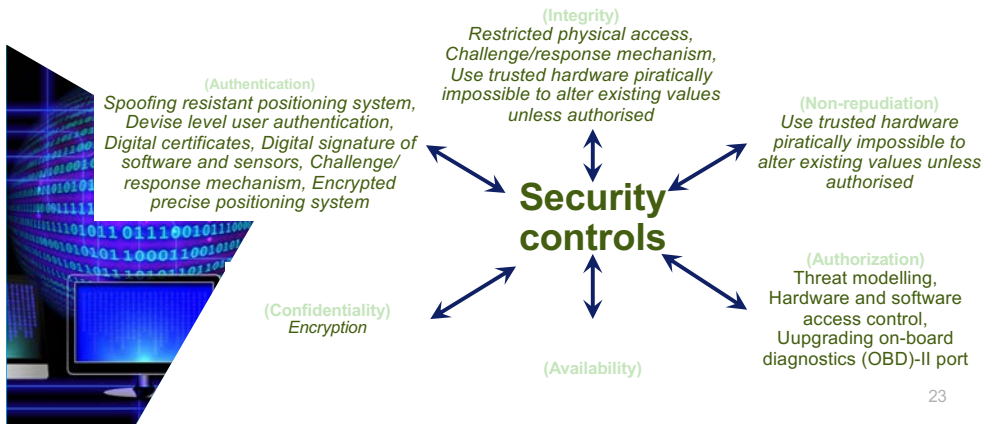 (Integrity)
Restricted physical access,
Challenge/response mechanism,
Use trusted hardware piratically
impossible to alter existing values
unless authorised
(Authentication)
Spoofing resistant positioning system,
Devise level user authentication,
Digital certificates, Digital signature of
software and sensors, Challenge/
response mechanism, Encrypted
precise positioning system
(Non-repudiation)
Use trusted hardware
piratically impossible to
alter existing values unless
authorised
Security
controls
(Confidentiality)
Encryption
(Availability)
(Authorization)
Threat modelling,
Hardware and software
access control,
Uupgrading on-board
diagnostics (OBD)-II port
23